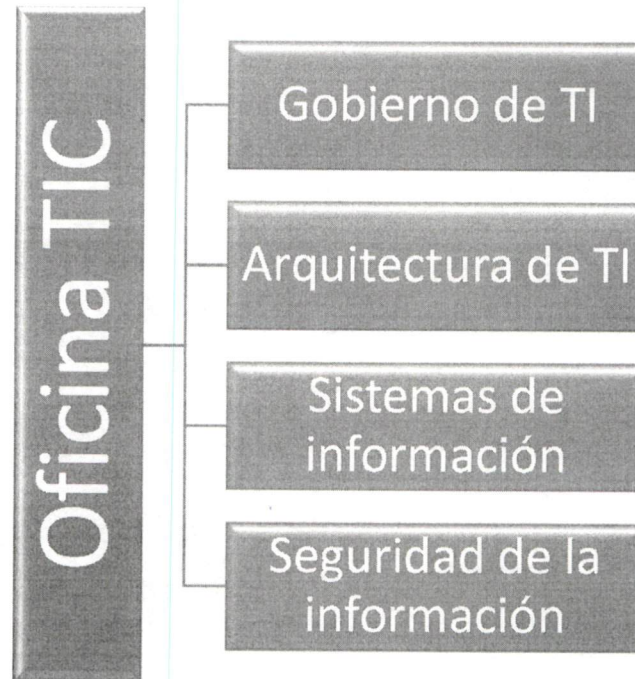 Oficina TIC
Gobierno de TI
Arquitectura de TI
Sistemas de
información
Seguridad de la
información